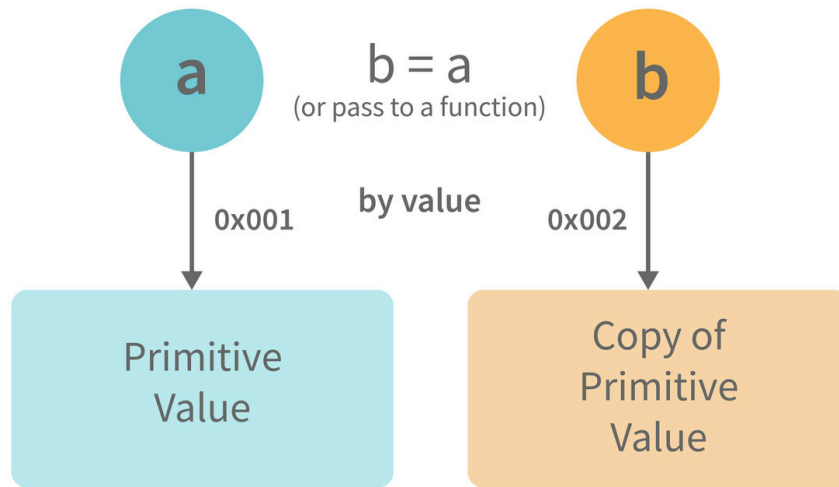 a
b = a
(or pass to a function)
b
by value
0x001
0x002
Primitive
Value
Copy of
Primitive
Value